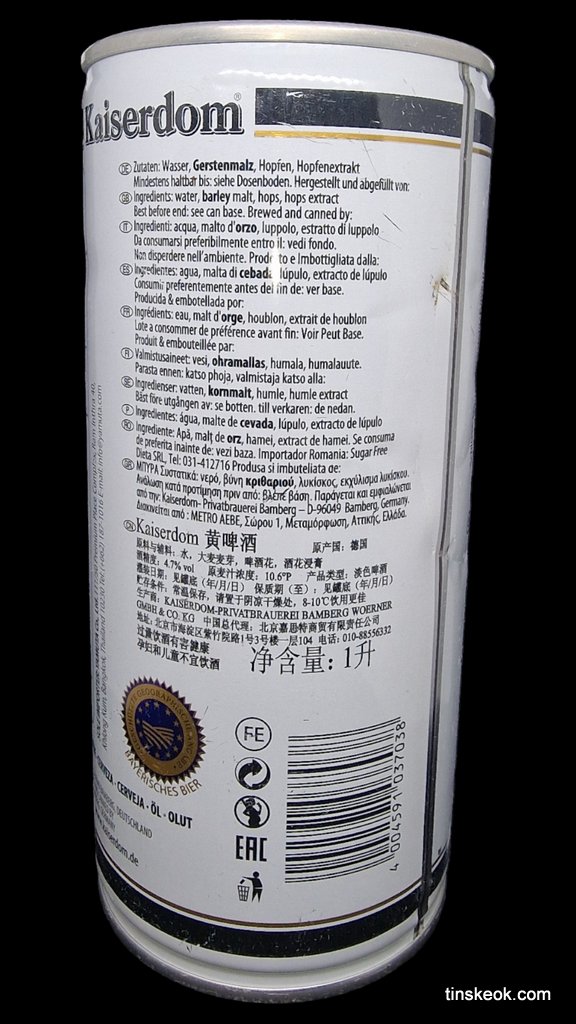 Kaiserdom®
DE Zutaten: Wasser, Gerstenmalz, Hopfen, Hopfenextrakt
Mindestens haltbar bis: siehe Dosenboden. Hergestellt und abgefüllt von:
GB Ingredients: water, barley malt, hops, hops extract
Best before end: see can base. Brewed and canned by:
IT Ingredienti: acqua, malto d'orzo, luppolo, estratto di luppolo
Da consumarsi preferibilmente entro il: vedi fondo.
Non disperdere nell'ambiente. Prodotto e Imbottigliata dalla:
ES Ingredientes: agua, malta di cebada, lúpulo, extracto de lúpulo
Consumir preferentemente antes del fin de: ver base.
Producida & embotellada por:
FR Ingrédients: eau, malt d'orge, houblon, extrait de houblon
Lote a consommer de préférence avant fin: Voir Peut Base.
Produit & embouteillée par:
FI Valmistusaineet: vesi, ohramallas, humala, humalauute.
Parasta ennen: katso phoja, valmistaja katso alla:
SE Ingredienser: vatten, kornmalt, humle, humle extract
Bäst före utgången av: se botten. till verkaren: de nedan.
P Ingredientes: água, malte de cevada, lúpulo, extracto de lúpulo
RO Ingrediente: Apă, malţ de orz, hamei, extract de hamei. Se consuma
de preferita inainte de: vezi baza. Importador Romania: Sugar Free
Dieta SRL, Tel: 031-412716 Produsa si imbuteliata de:
GR ΜΠΥΡΑ Συστατικά: νερό, βύνη κριθαριού, λυκίσκος, εκχύλισμα λυκίσκου.
Ανάλωση κατά προτίμηση πριν από: βλέπε βάση. Παράγεται και εμφιαλώνεται
από την: Kaiserdom- Privatbrauerei Bamberg – D-96049 Bamberg, Germany.
Διακινείται από: ΜΕΤRO ΑΕΒΕ, Σώρου 1, Μεταμόρφωση, Αττικής, Ελλάδα.
CN Kaiserdom 黄啤酒 原产国: 德国
原料与辅料: 水, 大麦麦芽, 啤酒花, 酒花浸膏
酒精度: 4.7% vol 原麦汁浓度: 10.6°P 产品类型: 淡色啤酒
灌装日期: 见罐底 (年/月/日) 保质期 (至): 见罐底 (年/月/日)
贮存条件: 常温保存, 请置于阴凉干燥处, 8-10℃饮用更佳
生产商: KAISERDOM-PRIVATBRAUEREI BAMBERG WOERNER
GMBH & CO. KG 中国总代理: 北京嘉思特商贸有限责任公司
地址: 北京市海淀区紫竹院路1号3号楼一层104 电话: 010-88556332
过量饮酒有害健康
孕妇和儿童不宜饮酒
净含量: 1升
BAYERISCHES BIER
CERVEJA · ÖL · OLUT
DEUTSCHLAND
FE
EAC
4 004591 037038
tinskeok.com